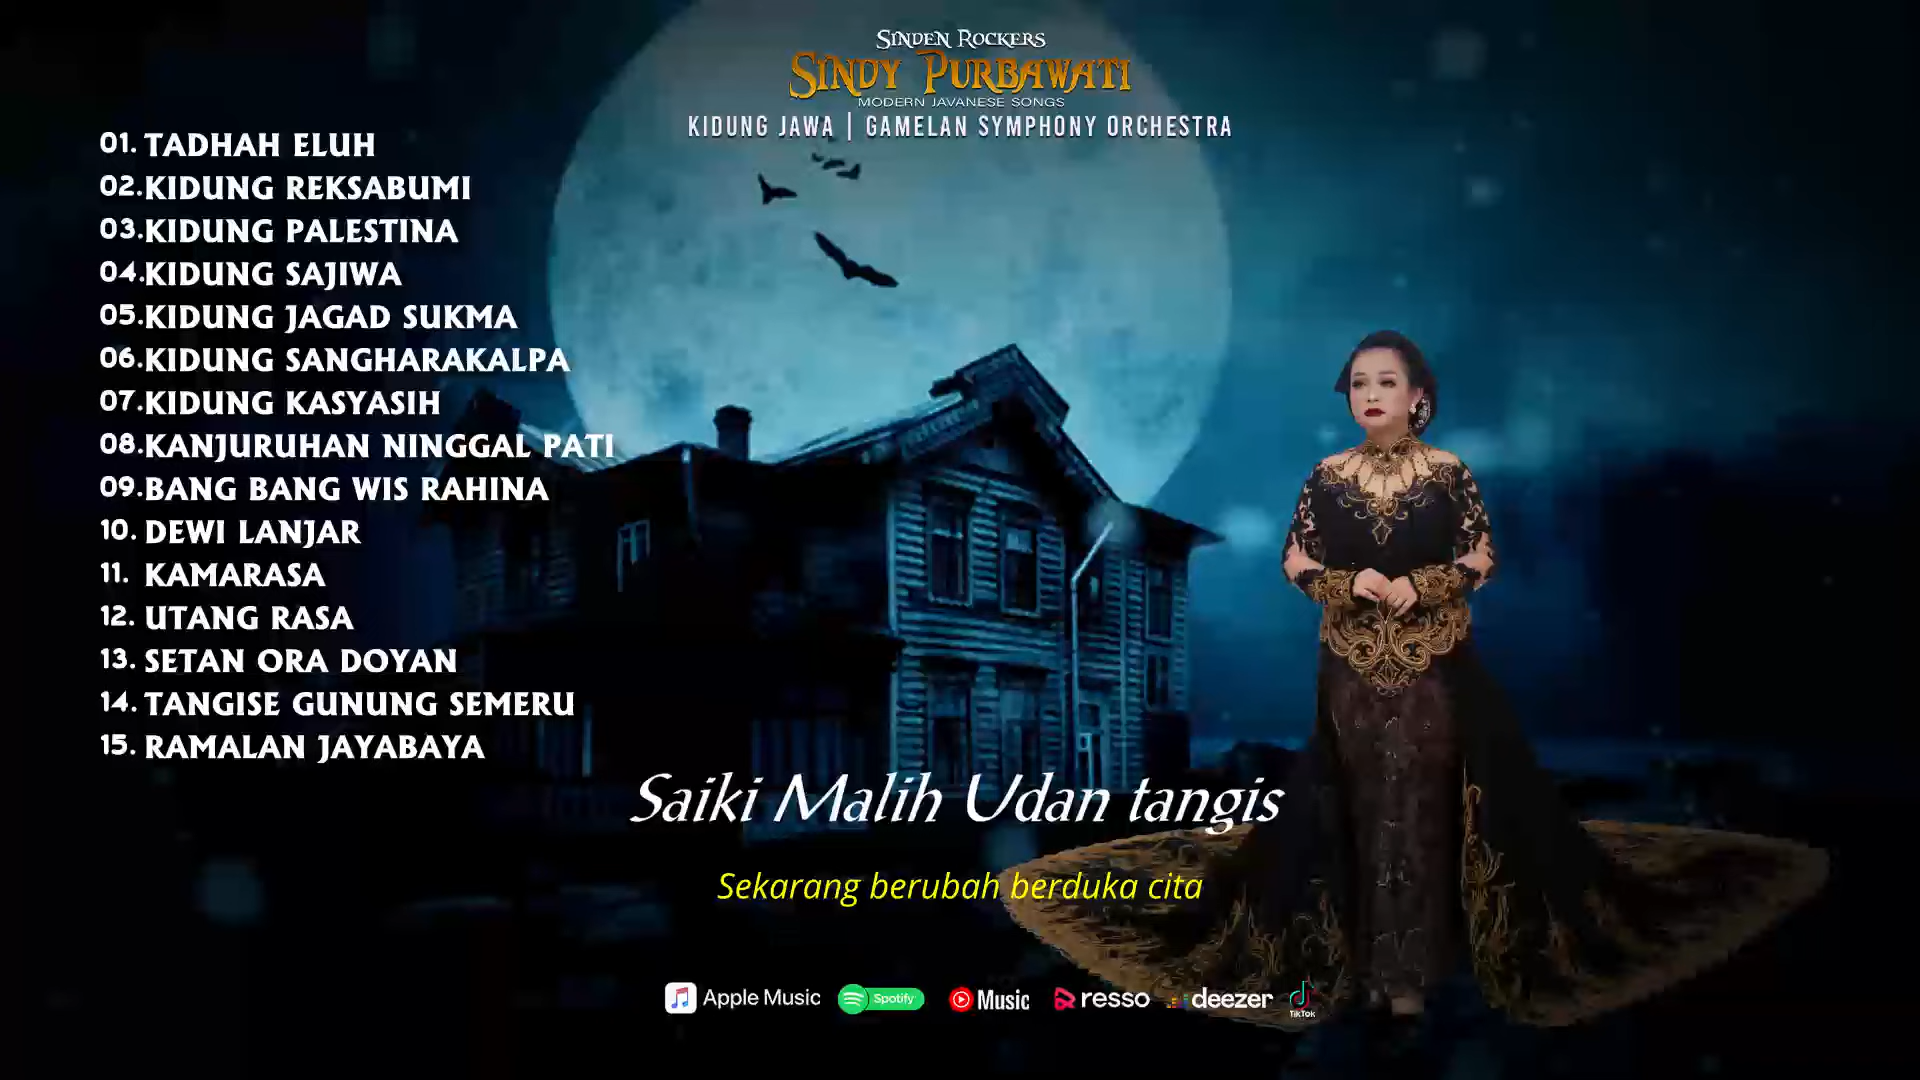 SINDEN ROCKERS
SINDY PURBAWATI
MODERN JAVANESE SONGS
KIDUNG JAWA | GAMELAN SYMPHONY ORCHESTRA
01. TADHAH ELUH
02.KIDUNG REKSABUMI
03.KIDUNG PALESTINA
04.KIDUNG SAJIWA
05.KIDUNG JAGAD SUKMA
06.KIDUNG SANGHARAKALPA
07.KIDUNG KASYASIH
08.KANJURUHAN NINGGAL PATI
09.BANG BANG WIS RAHINA
10. DEWI LANJAR
11. KAMARASA
12. UTANG RASA
13. SETAN ORA DOYAN
14. TANGISE GUNUNG SEMERU
15. RAMALAN JAYABAYA
Saiki Malih Udan tangis
Sekarang berubah berduka cita
Apple Music Spotify Music resso deezer TikTok